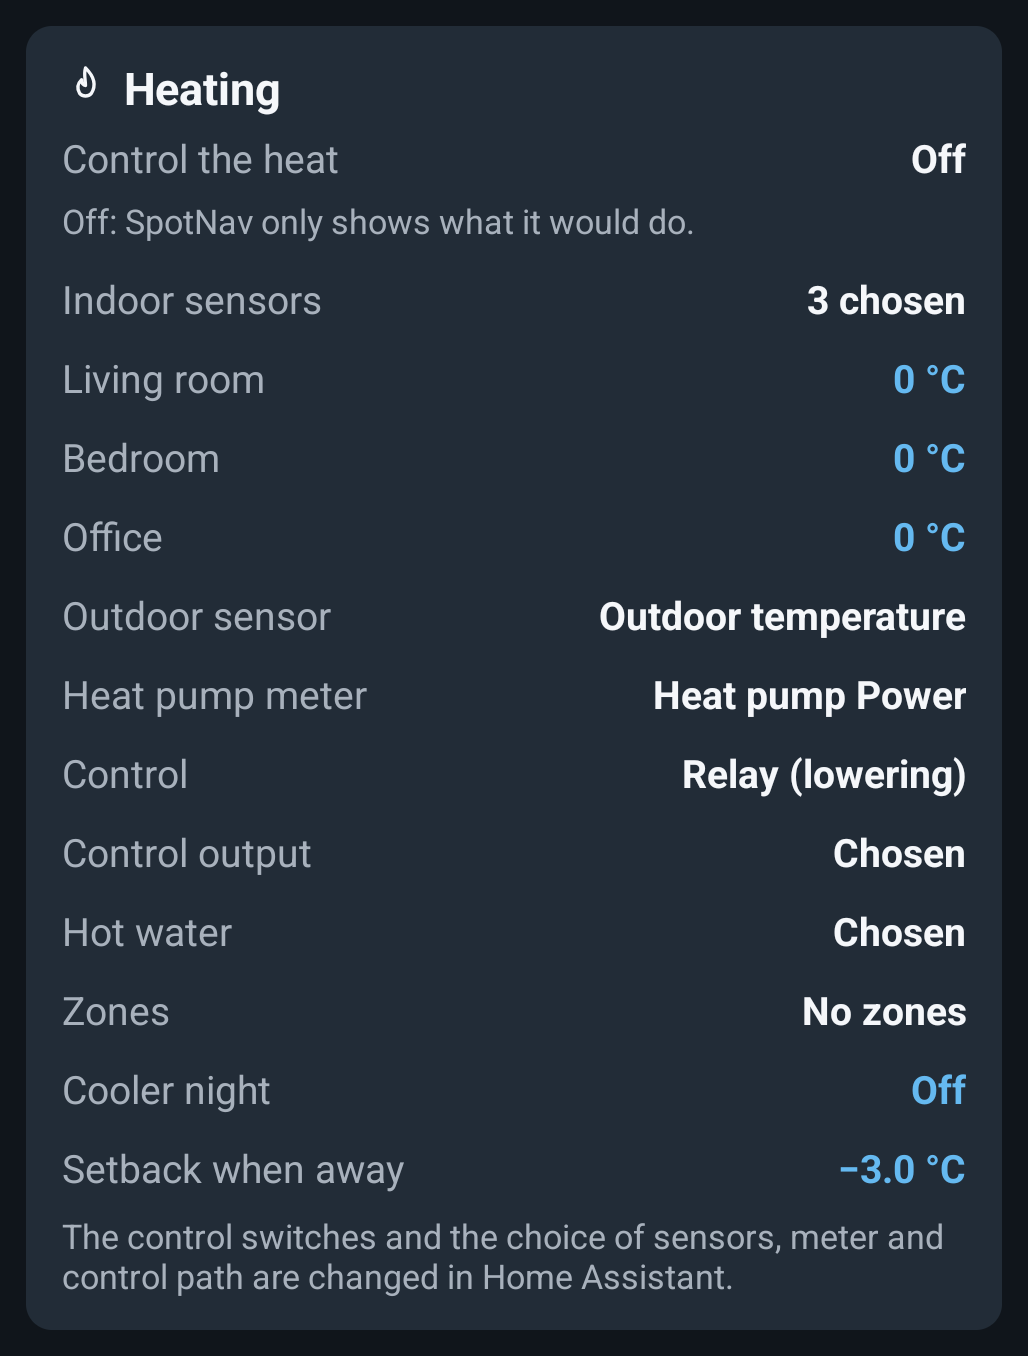 Heating
Control the heat Off
Off: SpotNav only shows what it would do.
Indoor sensors 3 chosen
Living room 0 °C
Bedroom 0 °C
Office 0 °C
Outdoor sensor Outdoor temperature
Heat pump meter Heat pump Power
Control Relay (lowering)
Control output Chosen
Hot water Chosen
Zones No zones
Cooler night Off
Setback when away −3.0 °C
The control switches and the choice of sensors, meter and
control path are changed in Home Assistant.